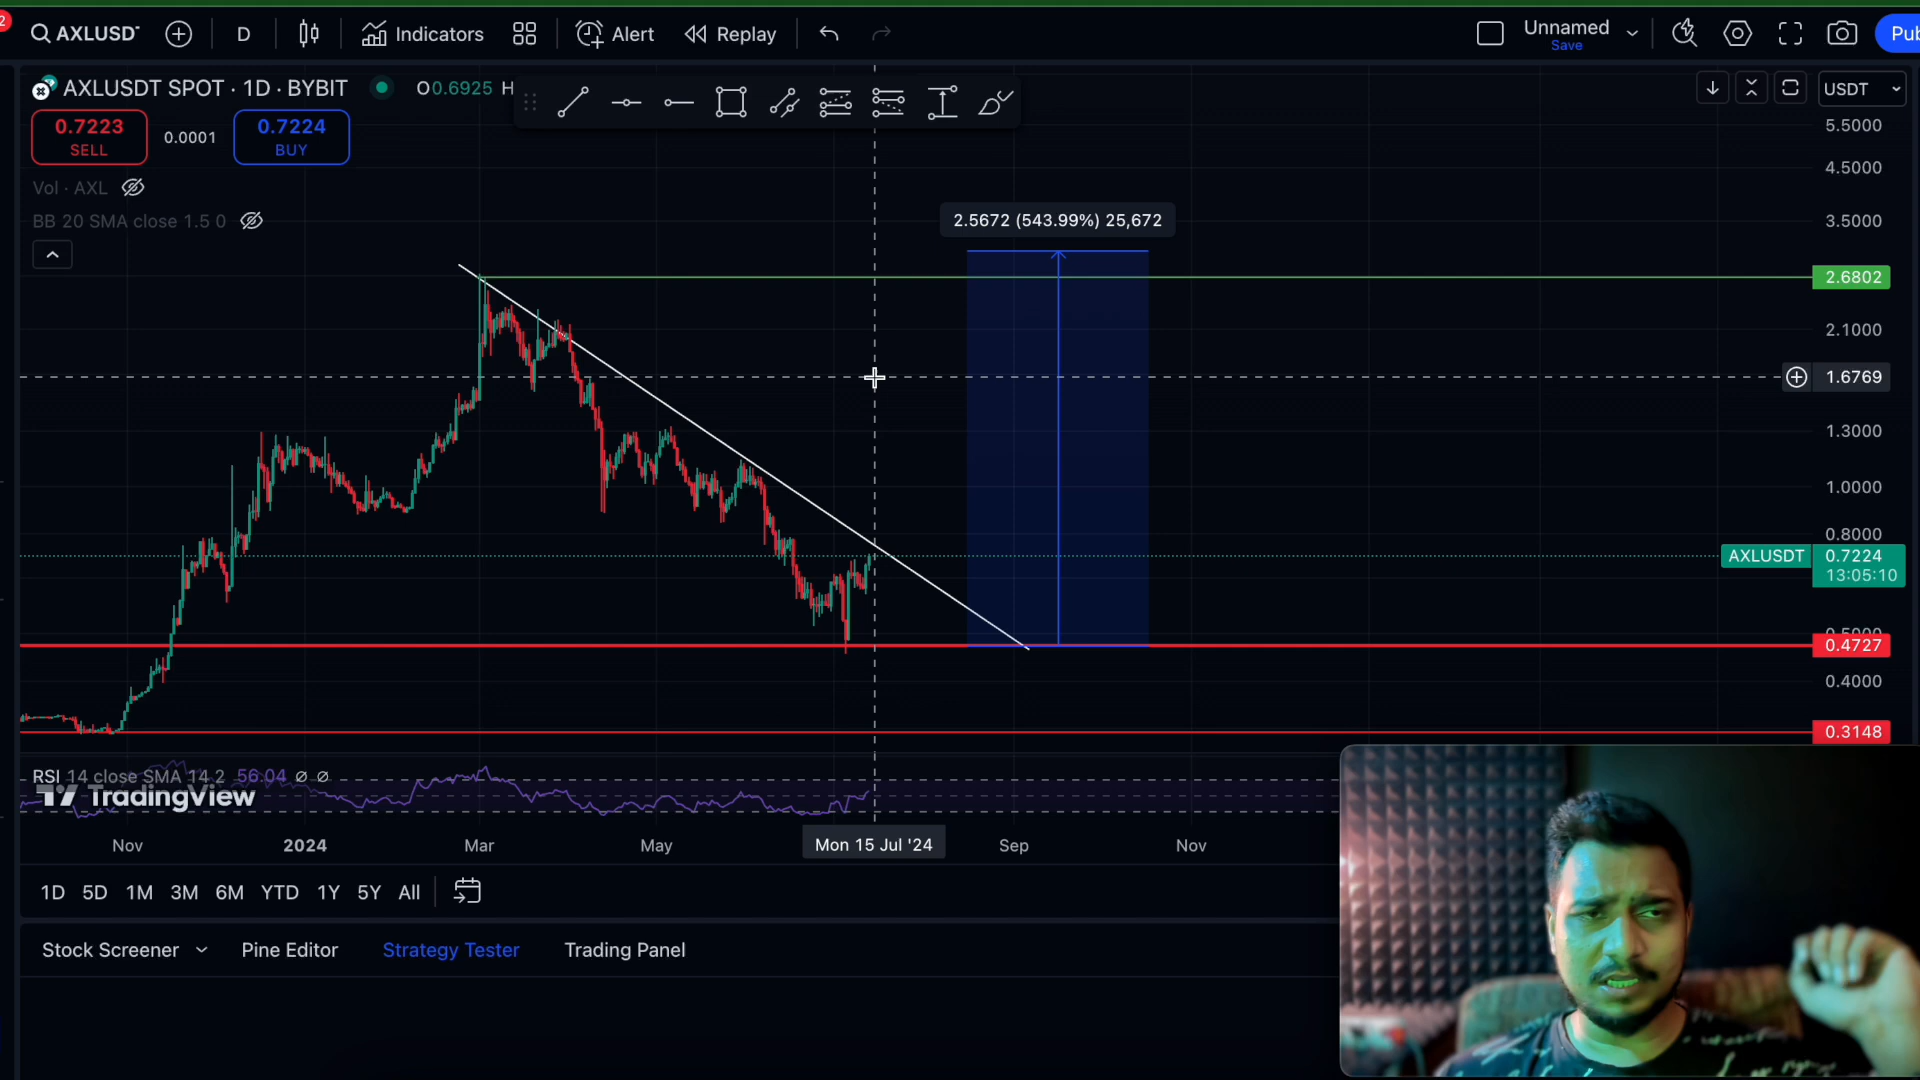 2
AXLUSD
D
Indicators
Alert
Replay
Unnamed
Save
Pub
AXLUSDT SPOT · 1D · BYBIT
O0.6925 H
USDT
0.7223
SELL
0.0001
0.7224
BUY
Vol · AXL
BB 20 SMA close 1.5 0
2.5672 (543.99%) 25,672
5.5000
4.5000
3.5000
2.6802
2.1000
1.6769
1.3000
1.0000
0.8000
AXLUSDT 0.7224
13:05:10
0.5000
0.4727
0.4000
0.3148
RSI 14 close SMA 14 2 56.04 ∅ ∅
TradingView
Nov 2024 Mar May Mon 15 Jul '24 Sep Nov
1D 5D 1M 3M 6M YTD 1Y 5Y All
Stock Screener Pine Editor Strategy Tester Trading Panel